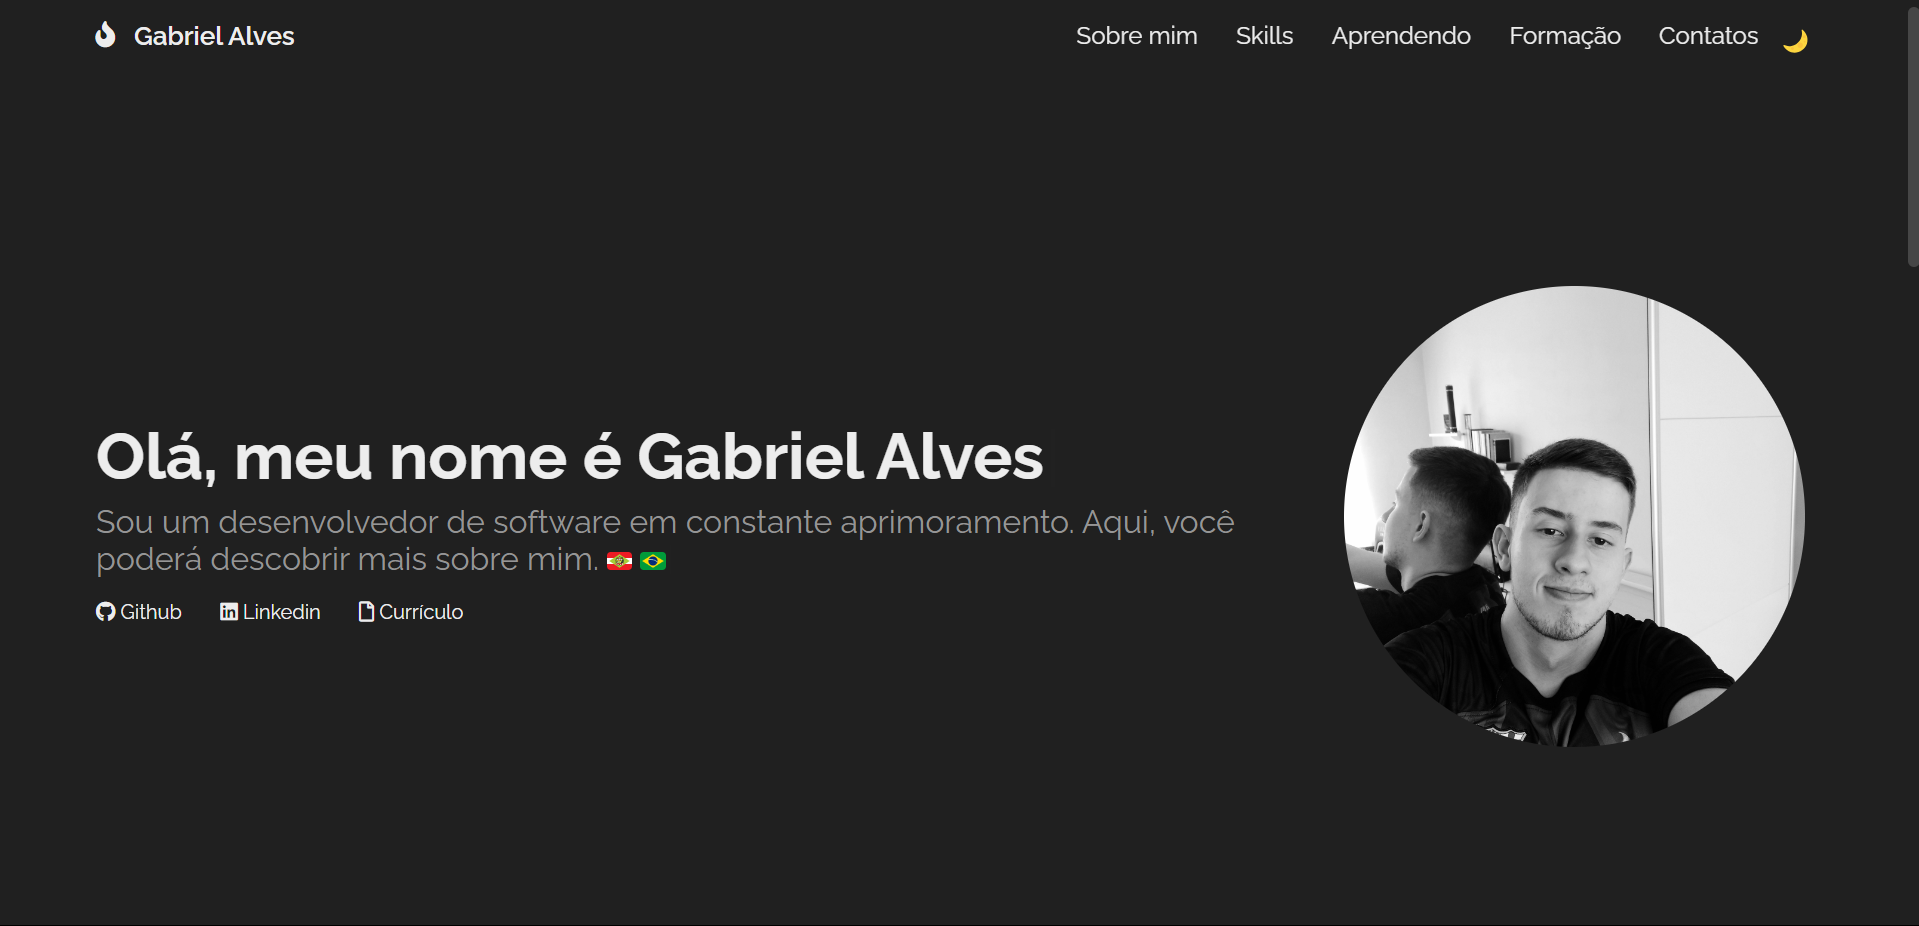 Gabriel Alves
Sobre mim
Skills
Aprendendo
Formação
Contatos
Olá, meu nome é Gabriel Alves
Sou um desenvolvedor de software em constante aprimoramento. Aqui, você
poderá descobrir mais sobre mim.
Github
Linkedin
Currículo